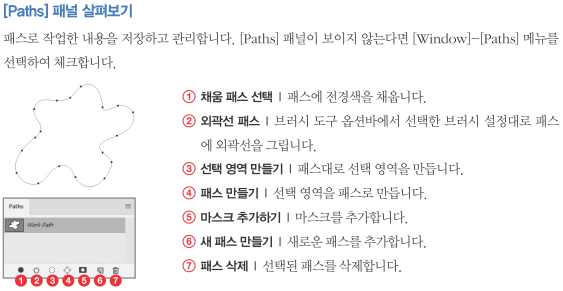 [Paths] 패널 살펴보기
패스로 작업한 내용을 저장하고 관리합니다. [Paths] 패널이 보이지 않는다면 [Window]-[Paths] 메뉴를
선택하여 체크합니다.
① 채움 패스 선택 | 패스에 전경색을 채웁니다.
② 외곽선 패스 | 브러시 도구 옵션바에서 선택한 브러시 설정대로 패스
에 외곽선을 그립니다.
③ 선택 영역 만들기 | 패스대로 선택 영역을 만듭니다.
④ 패스 만들기 | 선택 영역을 패스로 만듭니다.
⑤ 마스크 추가하기 | 마스크를 추가합니다.
⑥ 새 패스 만들기 | 새로운 패스를 추가합니다.
⑦ 패스 삭제 | 선택된 패스를 삭제합니다.
Paths
Work Path
① ② ③ ④ ⑤ ⑥ ⑦